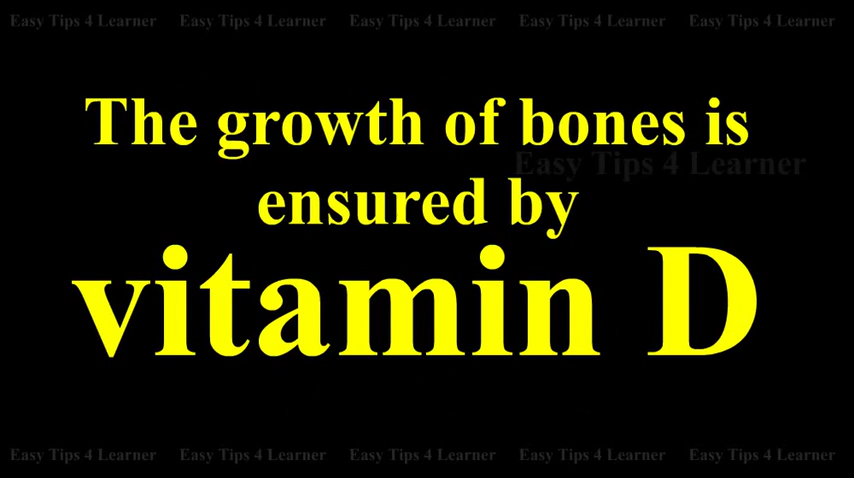 Easy Tips 4 Learner Easy Tips 4 Learner Easy Tips 4 Learner Easy Tips 4 Learner Easy Tips 4 Learner
The growth of bones is
Easy Tips 4 Learner
ensured by
vitamin D
Easy Tips 4 Learner Easy Tips 4 Learner Easy Tips 4 Learner Easy Tips 4 Learner Easy Tips 4 Learner